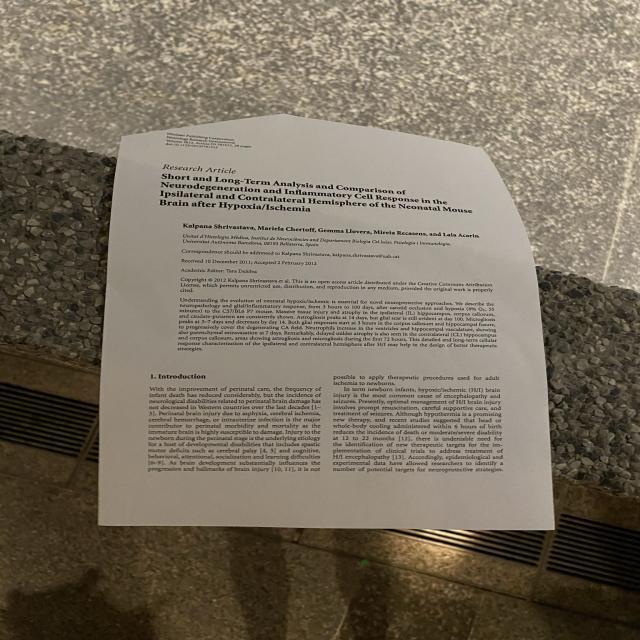 Hindawi Publishing Corporation
Neurology Research International
Research Article
Short and Long-Term Analysis and Comparison of
Neurodegeneration and Inflammatory Cell Response in the
Ipsilateral and Contralateral Hemisphere of the Neonatal Mouse
Brain after Hypoxia/Ischemia
Kalpana Shrivastava, Mariela Chertoff, Gemma Llovera, Mireia Recasens, and Laia Acarin
Unitat d'Histologia Mèdica, Institut de Neurociències and Departament Biologia Cel·lular, Fisiologia i Immunologia,
Universitat Autònoma Barcelona, 08193 Bellaterra, Spain
Correspondence should be addressed to Kalpana Shrivastava, kalpana.shrivastava@uab.cat
Received 10 December 2011; Accepted 2 February 2012
Academic Editor: Tara DeSilva
Copyright © 2012 Kalpana Shrivastava et al. This is an open access article distributed under the Creative Commons Attribution
License, which permits unrestricted use, distribution, and reproduction in any medium, provided the original work is properly
cited.
Understanding the evolution of neonatal hypoxic/ischemic is essential for novel neuroprotective approaches. We describe the
neuropathology and glial/inflammatory response, from 3 hours to 100 days, after carotid occlusion and hypoxia (8% O₂, 55
minutes) to the C57/BL6 P7 mouse. Massive tissue injury and atrophy in the ipsilateral (IL) hippocampus, corpus callosum,
and caudate-putamen are consistently shown. Astrogliosis peaks at 14 days, but glial scar is still evident at day 100. Microgliosis
peaks at 3–7 days and decreases by day 14. Both glial responses start at 3 hours in the corpus callosum and hippocampal fissure,
to progressively cover the degenerating CA field. Neutrophils increase in the ventricles and hippocampal vasculature, showing
also parenchymal extravasation at 7 days. Remarkably, delayed milder atrophy is also seen in the contralateral (CL) hippocampus
and corpus callosum, areas showing astrogliosis and microgliosis during the first 72 hours. This detailed and long-term cellular
response characterisation of the ipsilateral and contralateral hemisphere after H/I may help in the design of better therapeutic
strategies.
1. Introduction
With the improvement of perinatal care, the frequency of
infant death has reduced considerably, but the incidence of
neurological disabilities related to perinatal brain damage has
not decreased in Western countries over the last decades [1–
3]. Perinatal brain injury due to asphyxia, cerebral ischemia,
cerebral hemorrhage, or intrauterine infection is the major
contributor to perinatal morbidity and mortality as the
immature brain is highly susceptible to damage. Injury to the
newborn during the perinatal stage is the underlying etiology
for a host of developmental disabilities that includes spastic
motor deficits such as cerebral palsy [4, 5] and cognitive,
behavioral, attentional, socialization and learning difficulties
[6–9]. As brain development substantially influences the
progression and hallmarks of brain injury [10, 11], it is not
possible to apply therapeutic procedures used for adult
ischemia to newborns.
In term newborn infants, hypoxic/ischemic (H/I) brain
injury is the most common cause of encephalopathy and
seizures. Presently, optimal management of H/I brain injury
involves prompt resuscitation, careful supportive care, and
treatment of seizures. Although hypothermia is a promising
new therapy, and recent studies suggested that head or
whole-body cooling administered within 6 hours of birth
reduces the incidence of death or moderate/severe disability
at 12 to 22 months [12], there is undeniable need for
the identification of new therapeutic targets for the im-
plementation of clinical trials to address treatment of
H/I encephalopathy [13]. Accordingly, epidemiological and
experimental data have allowed researchers to identify a
number of potential targets for neuroprotective strategies.